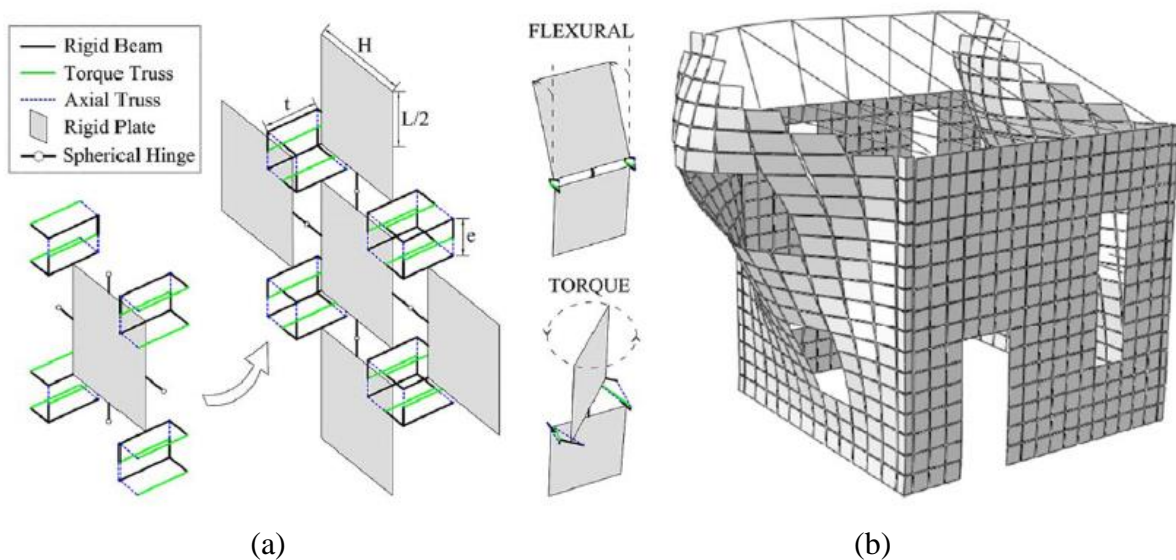 Rigid Beam
Torque Truss
Axial Truss
Rigid Plate
Spherical Hinge
H
t
L/2
e
FLEXURAL
TORQUE
(a)
(b)